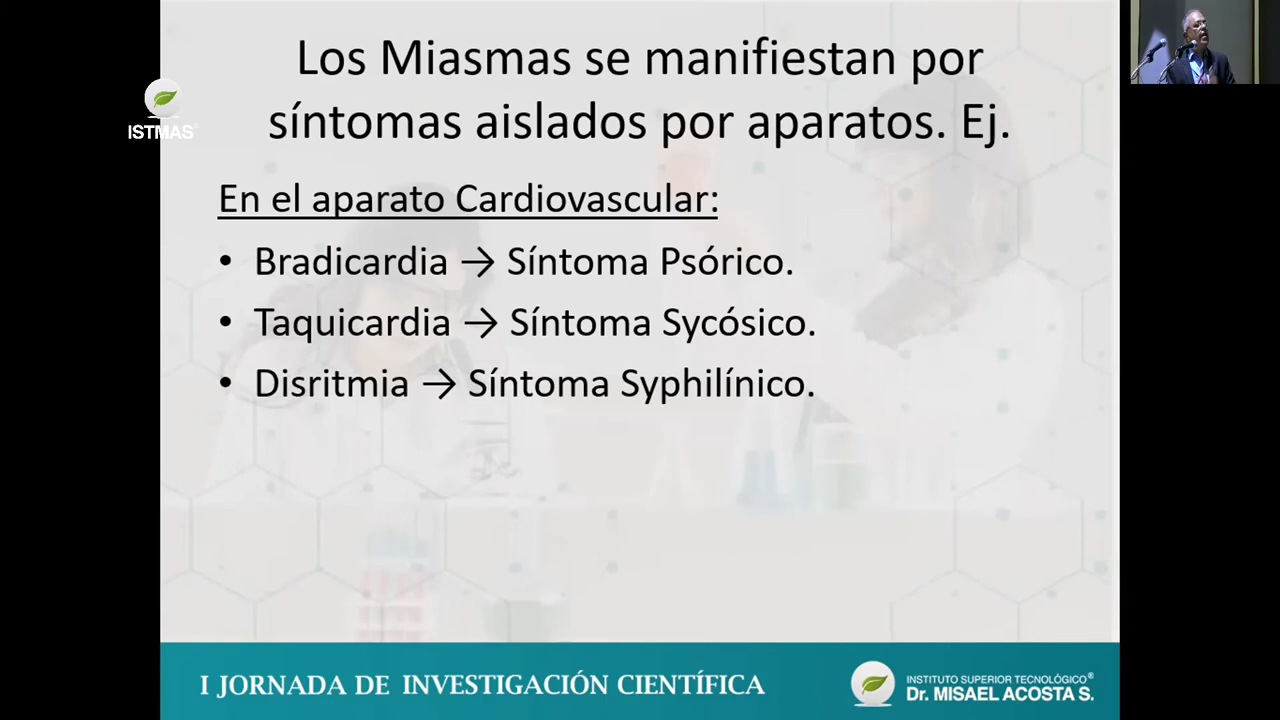 Los Miasmas se manifiestan por
síntomas aislados por aparatos. Ej.
ISTMAS®
En el aparato Cardiovascular:
• Bradicardia → Síntoma Psórico.
• Taquicardia → Síntoma Sycósico.
• Disritmia → Síntoma Syphilínico.
I JORNADA DE INVESTIGACIÓN CIENTÍFICA
INSTITUTO SUPERIOR TECNOLÓGICO®
Dr. MISAEL ACOSTA S.